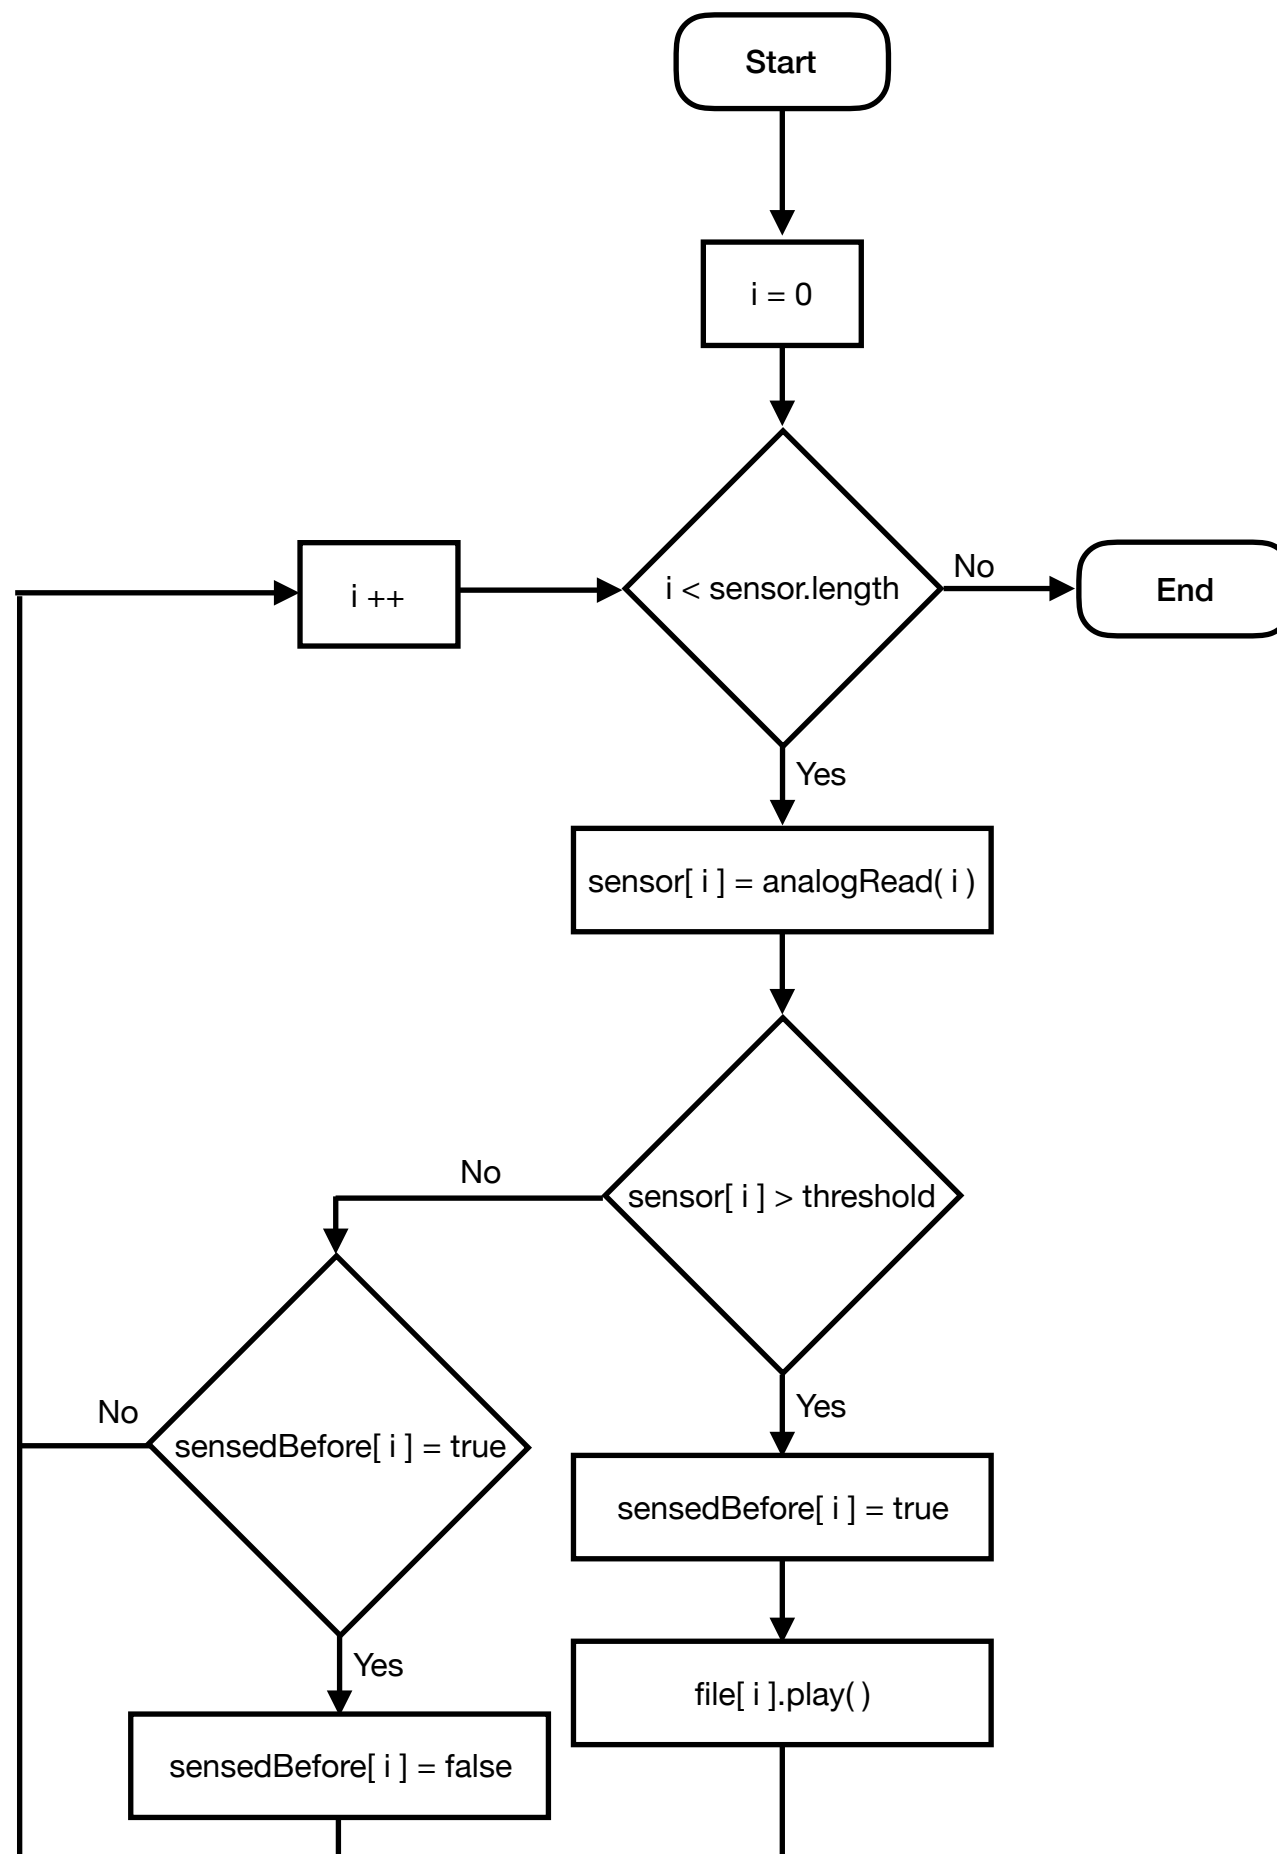 Start
i = 0
i ++
i < sensor.length
No
End
Yes
sensor[ i ] = analogRead( i )
No
sensor[ i ] > threshold
No
sensedBefore[ i ] = true
Yes
sensedBefore[ i ] = true
Yes
file[ i ].play( )
sensedBefore[ i ] = false